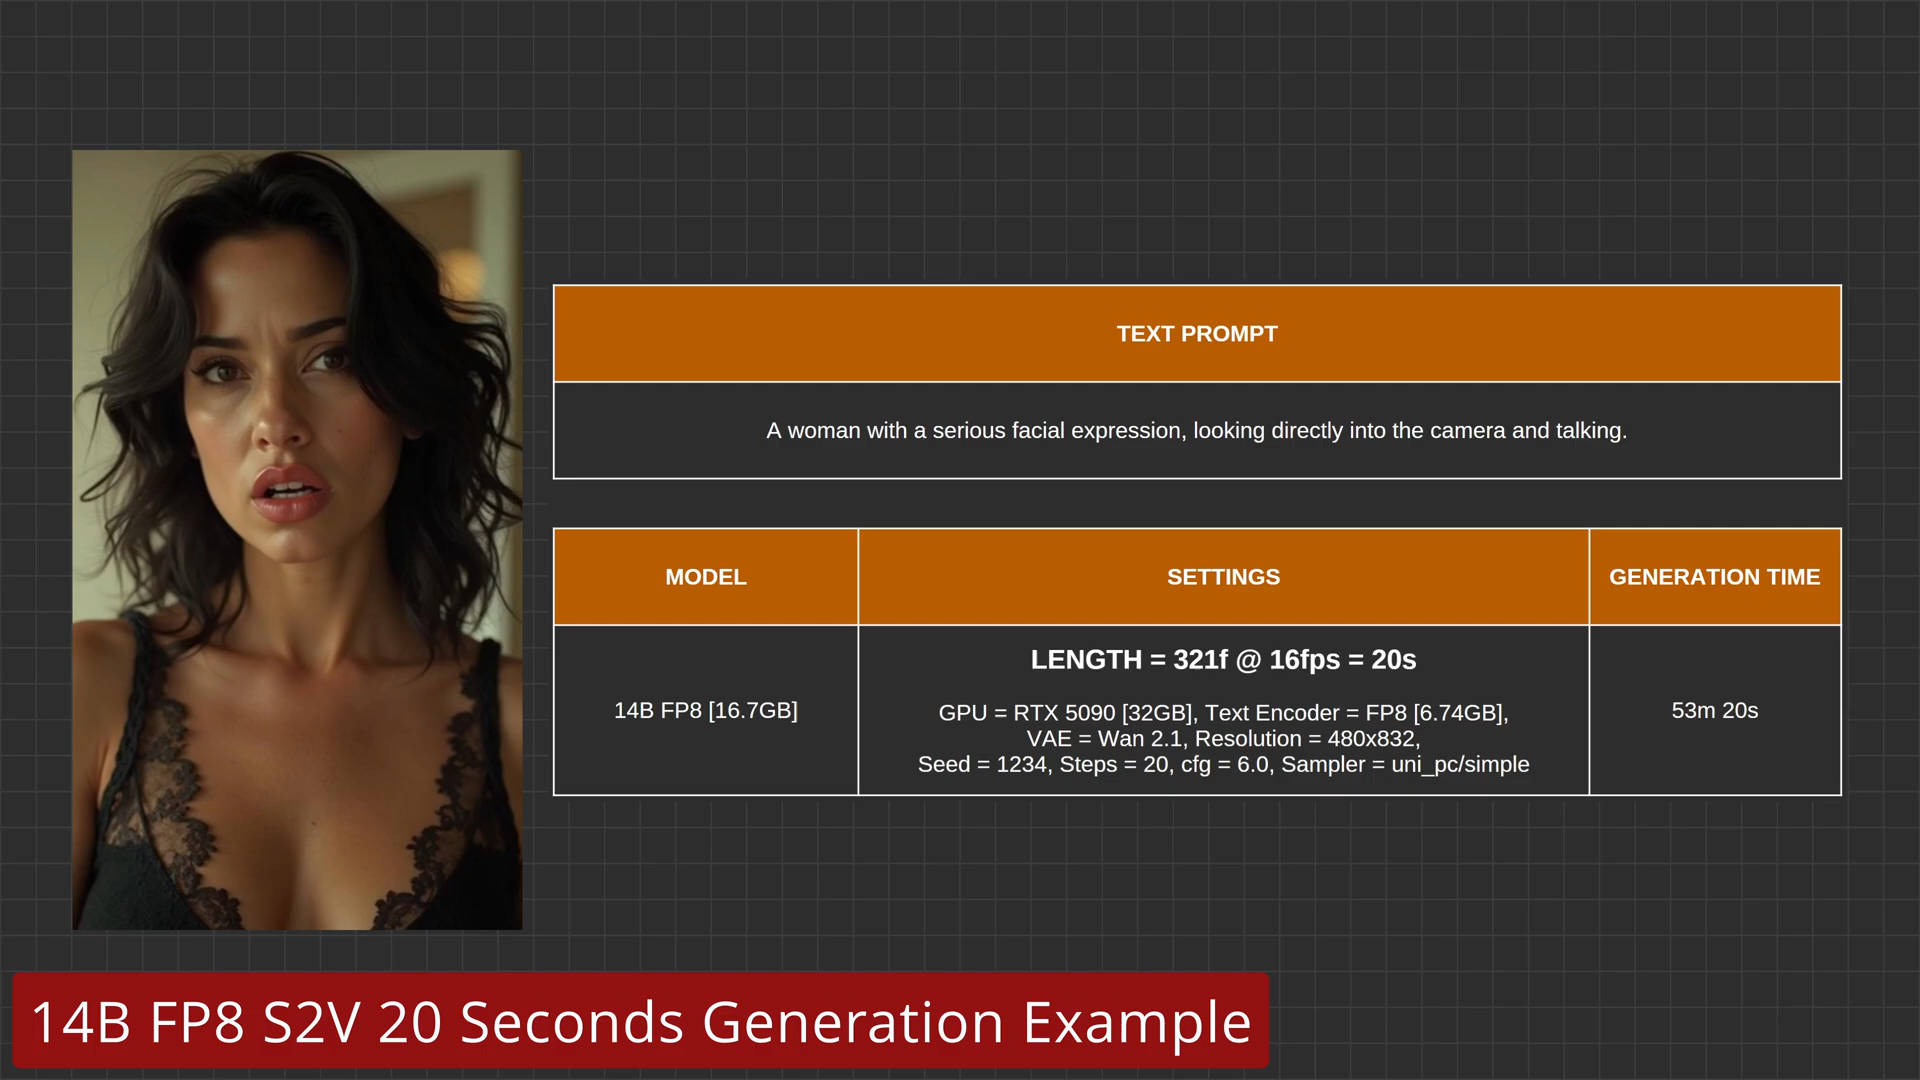 TEXT PROMPT
A woman with a serious facial expression, looking directly into the camera and talking.
MODEL
SETTINGS
GENERATION TIME
14B FP8 [16.7GB]
LENGTH = 321f @ 16fps = 20s
GPU = RTX 5090 [32GB], Text Encoder = FP8 [6.74GB],
VAE = Wan 2.1, Resolution = 480x832,
Seed = 1234, Steps = 20, cfg = 6.0, Sampler = uni_pc/simple
53m 20s
14B FP8 S2V 20 Seconds Generation Example